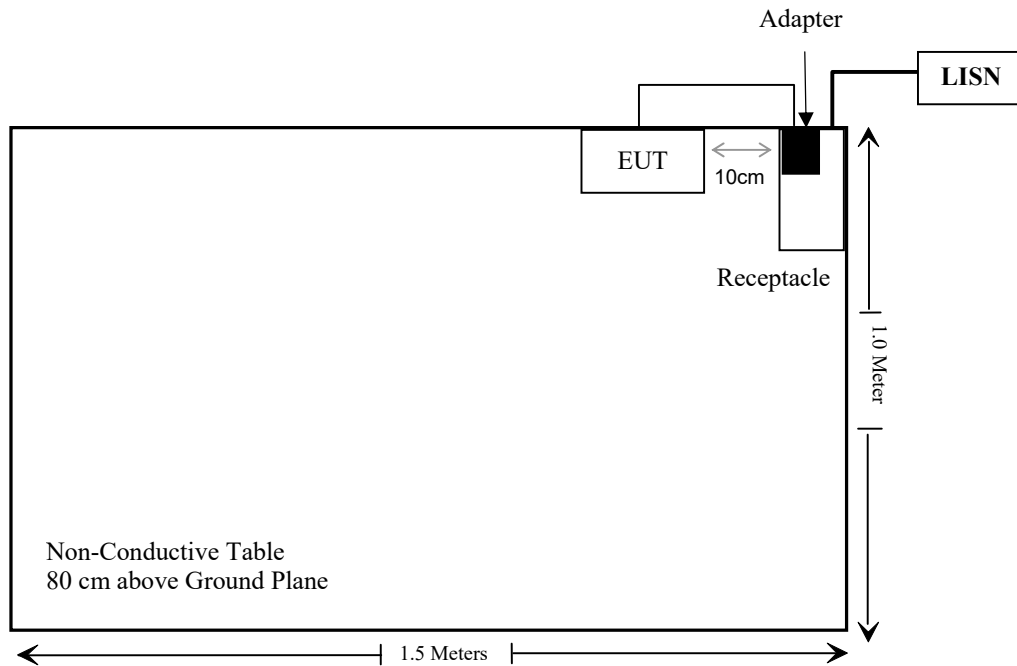 Adapter
LISN
EUT
10cm
Receptacle
1.0 Meter
Non-Conductive Table
80 cm above Ground Plane
1.5 Meters